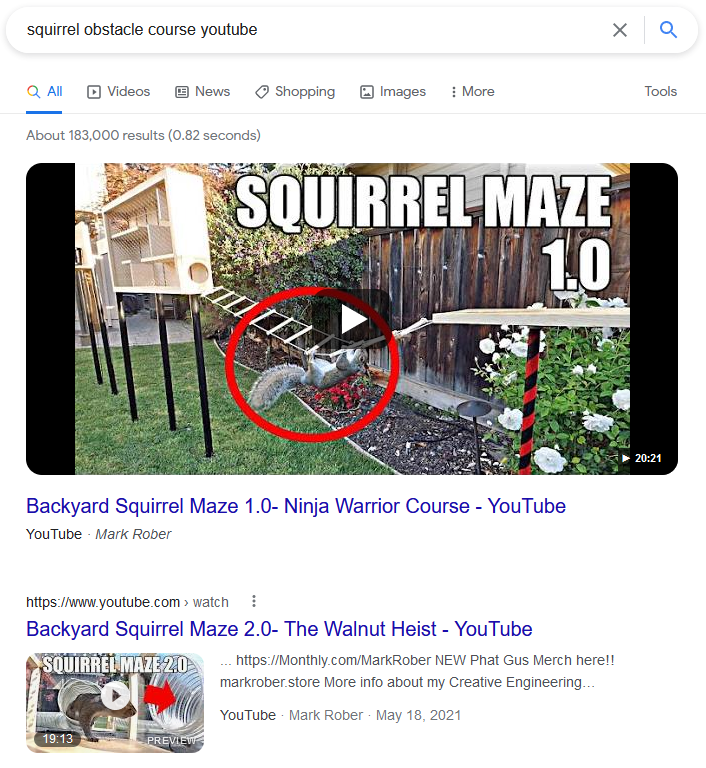 squirrel obstacle course youtube
All Videos News Shopping Images More Tools
About 183,000 results (0.82 seconds)
SQUIRREL MAZE
1.0
20:21
Backyard Squirrel Maze 1.0- Ninja Warrior Course - YouTube
YouTube · Mark Rober
https://www.youtube.com › watch
Backyard Squirrel Maze 2.0- The Walnut Heist - YouTube
SQUIRREL MAZE 2.0
19:13
PREVIEW
... https://Monthly.com/MarkRober NEW Phat Gus Merch here!!
markrober.store More info about my Creative Engineering…
YouTube · Mark Rober · May 18, 2021